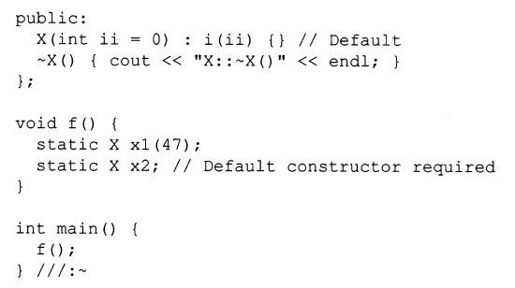 public:
  X(int ii = 0) : i(ii) {} // Default
  ~X() { cout << "X::~X()" << endl; }
};

void f() {
  static X x1(47);
  static X x2; // Default constructor required
}

int main() {
  f();
} ///:~